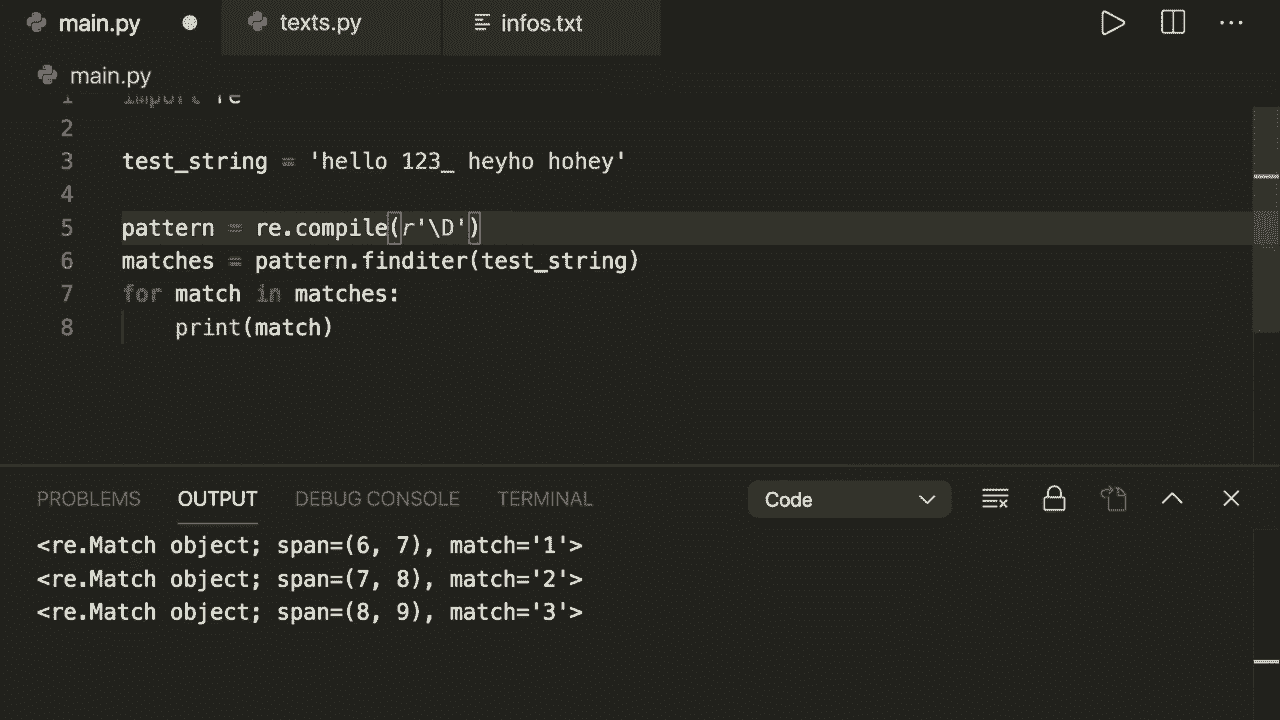 main.py texts.py infos.txt ...
main.py
1 import re
2
3 test_string = 'hello 123_ heyho hohey'
4
5 pattern = re.compile(r'\D')
6 matches = pattern.finditer(test_string)
7 for match in matches:
8 print(match)
PROBLEMS OUTPUT DEBUG CONSOLE TERMINAL Code
<re.Match object; span=(6, 7), match='1'>
<re.Match object; span=(7, 8), match='2'>
<re.Match object; span=(8, 9), match='3'>